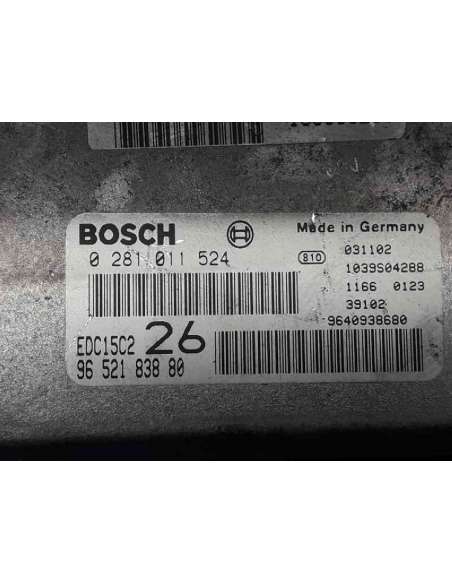 BOSCH
Made in Germany
0 281 011 524
810
031102
1039S04288
1166 0123
39102
9640938680
EDC15C2 26
96 521 838 80